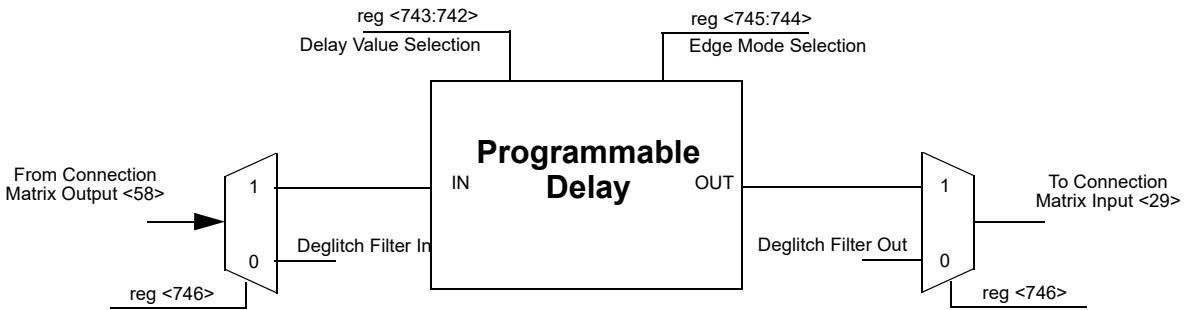 reg <743:742>
Delay Value Selection
reg <745:744>
Edge Mode Selection
Programmable
Delay
IN
OUT
From Connection
Matrix Output <58>
1
0
Deglitch Filter In
reg <746>
Deglitch Filter Out
1
0
To Connection
Matrix Input <29>
reg <746>